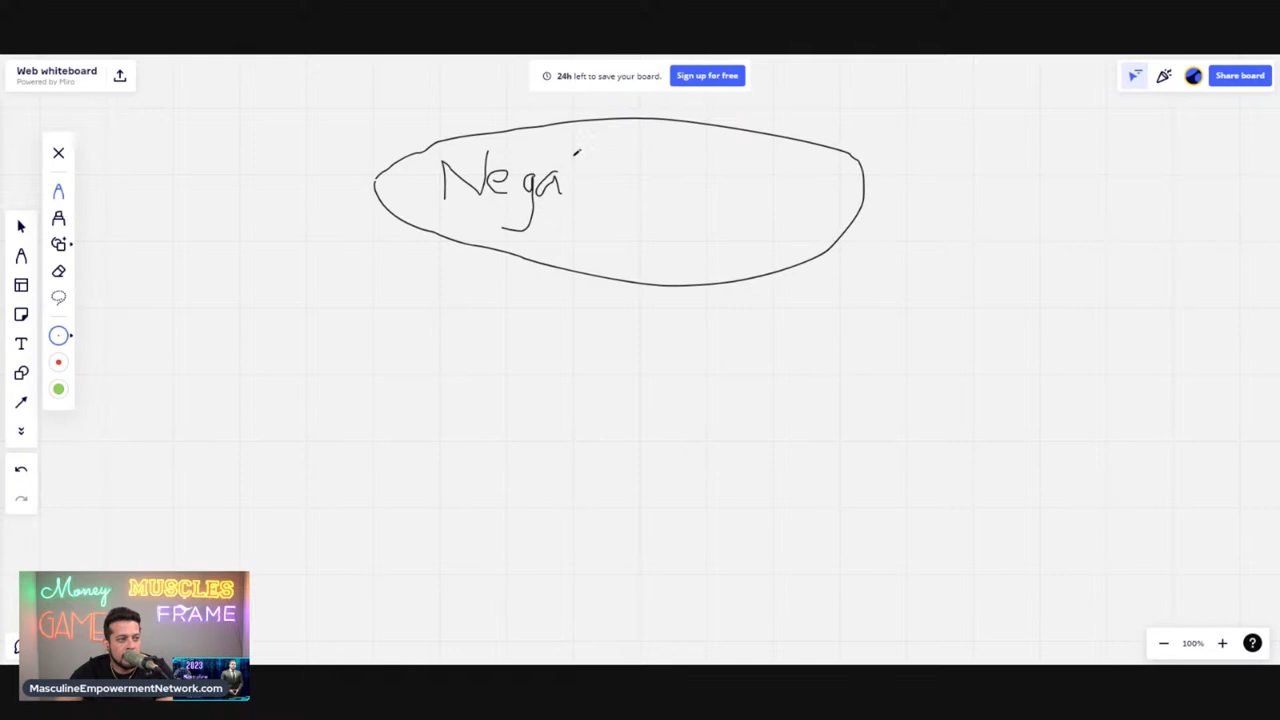 Web whiteboard
Powered by Miro
24h left to save your board.
Sign up for free
Share board
Nega
100%
?
Money
MUSCLES
GAME
FRAME
2023
Masculine
MasculineEmpowermentNetwork.com